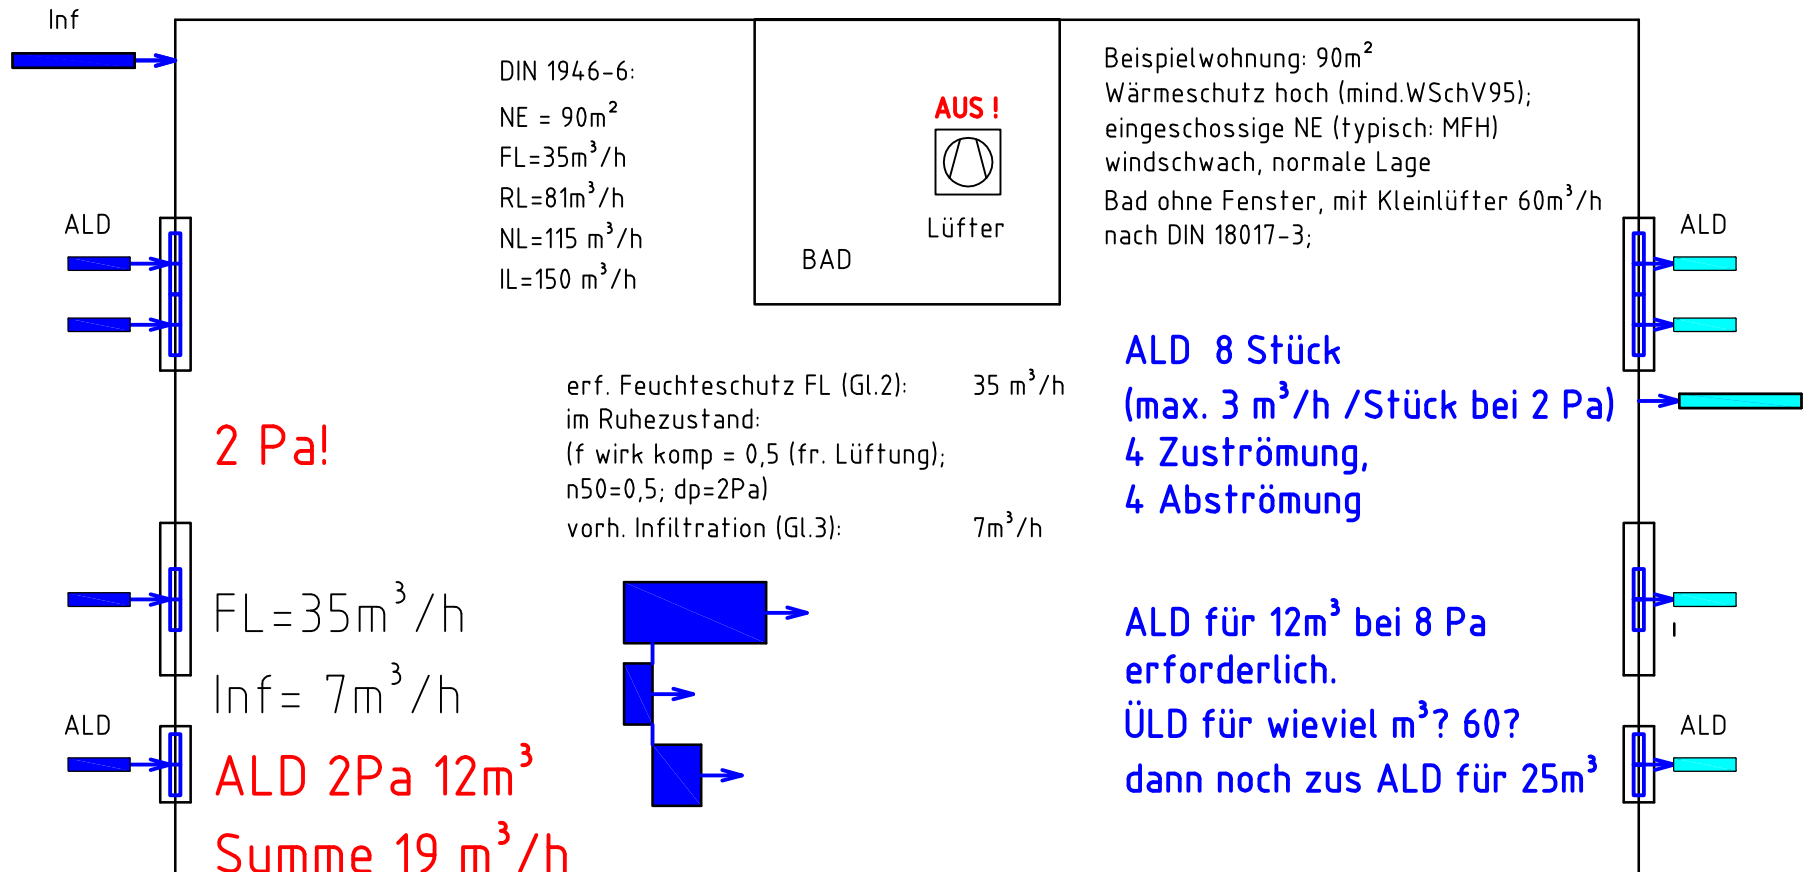 Inf
DIN 1946-6:
NE = 90m²
FL=35m³/h
RL=81m³/h
NL=115 m³/h
IL=150 m³/h
AUS !
Lüfter
BAD
Beispielwohnung: 90m²
Wärmeschutz hoch (mind.WSchV95);
eingeschossige NE (typisch: MFH)
windschwach, normale Lage
Bad ohne Fenster, mit Kleinlüfter 60m³/h
nach DIN 18017-3;
ALD
ALD
2 Pa!
erf. Feuchteschutz FL (Gl.2): 35 m³/h
im Ruhezustand:
(f wirk komp = 0,5 (fr. Lüftung);
n50=0,5; dp=2Pa)
vorh. Infiltration (Gl.3): 7m³/h
ALD 8 Stück
(max. 3 m³/h /Stück bei 2 Pa)
4 Zuströmung,
4 Abströmung
FL=35m³/h
Inf= 7m³/h
ALD
ALD 2Pa 12m³
Summe 19 m³/h
ALD für 12m³ bei 8 Pa
erforderlich.
ÜLD für wieviel m³? 60?
dann noch zus ALD für 25m³
ALD